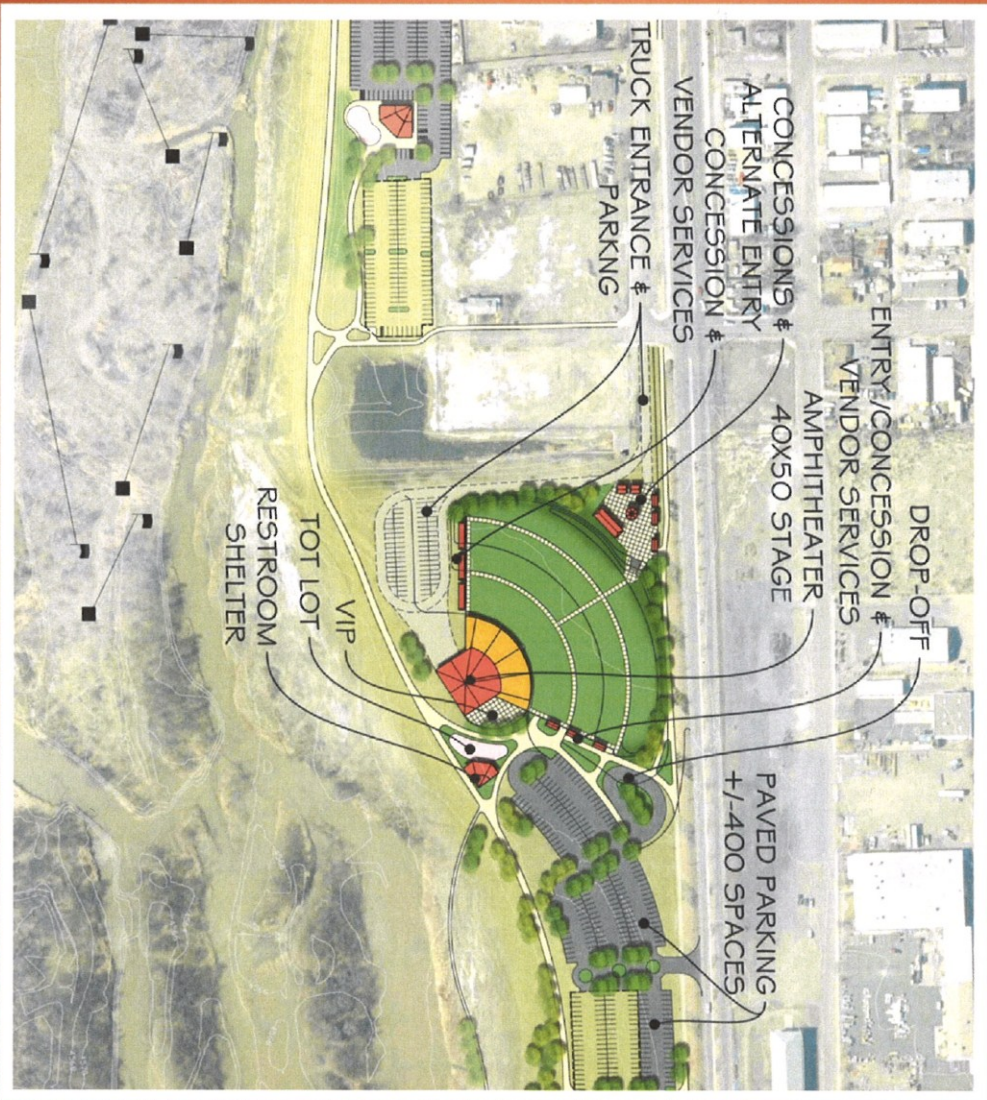 TRUCK ENTRANCE &
PARKNG
CONCESSION &
VENDOR SERVICES
CONCESSIONS &
ALTERNATE ENTRY
AMPHITHEATER
40X50 STAGE
ENTRY/CONCESSION &
VENDOR SERVICES
DROP-OFF
PAVED PARKING
+/-400 SPACES
VIP
TOT LOT
RESTROOM
SHELTER